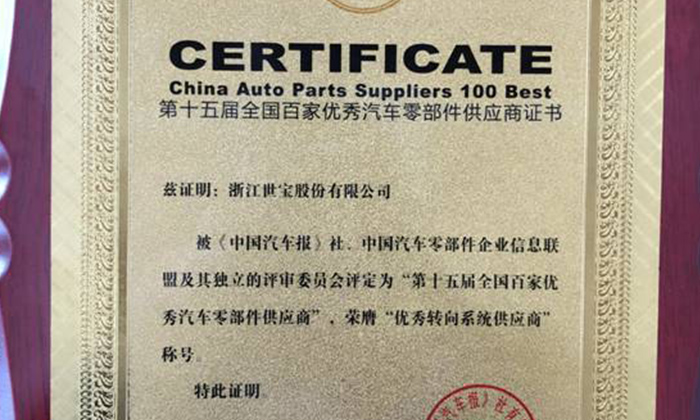 CERTIFICATE
China Auto Parts Suppliers 100 Best
第十五届全国百家优秀汽车零部件供应商证书
兹证明：浙江世宝股份有限公司
被《中国汽车报》社、中国汽车零部件企业信息联
盟及其独立的评审委员会评定为“第十五届全国百家优
秀汽车零部件供应商”，荣膺“优秀转向系统供应商”
称号。
特此证明
汽车报》社有